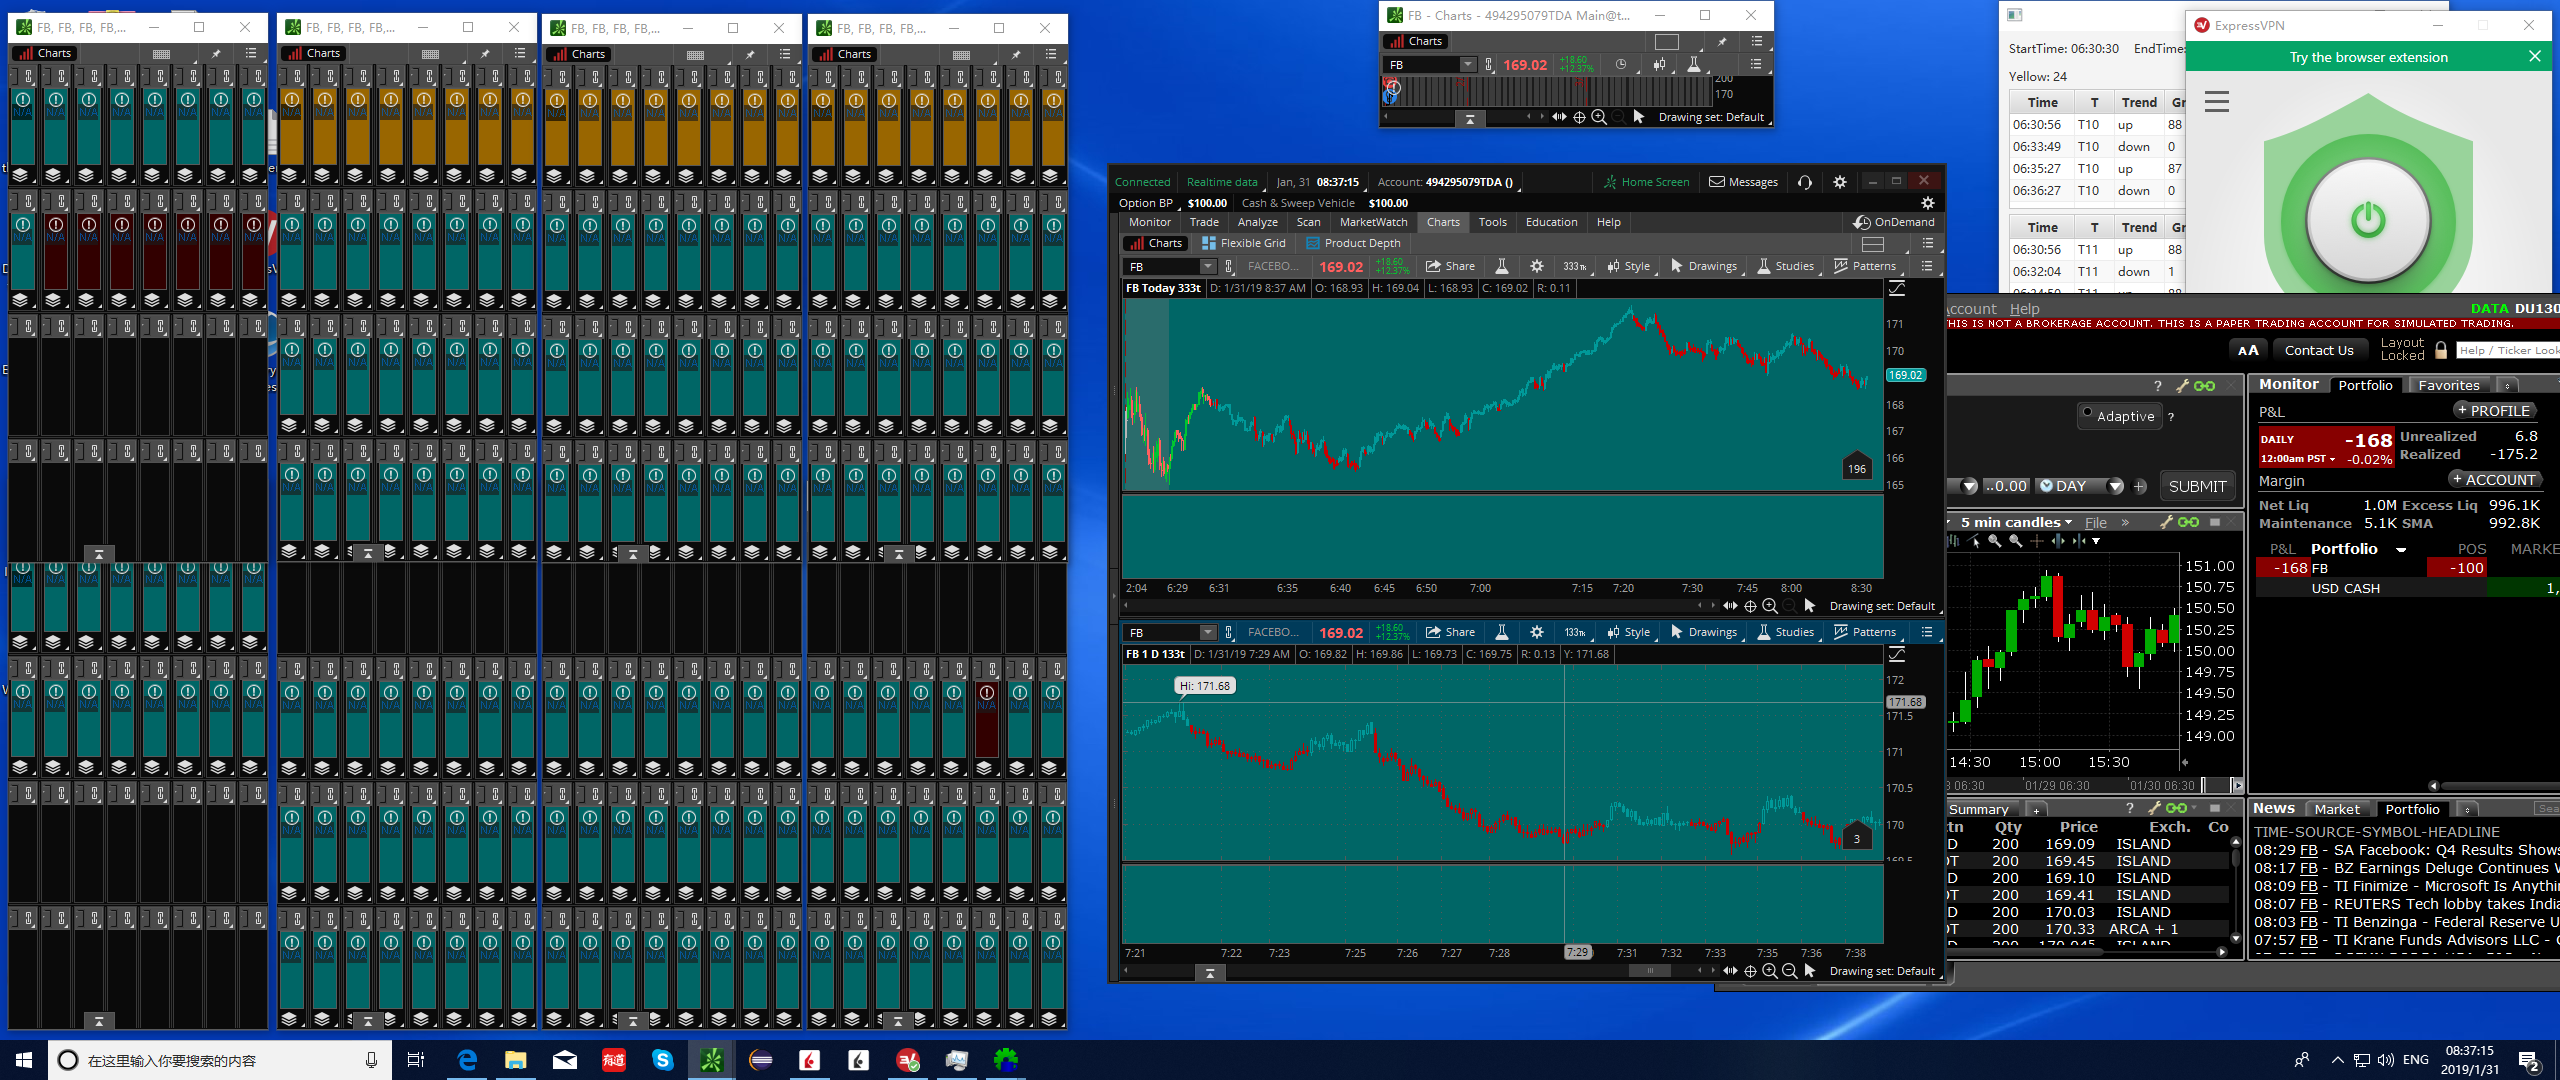 FB, FB, FB, FB,...
Charts
FB, FB, FB, FB,...
Charts
FB, FB, FB, FB,...
Charts
FB, FB, FB, FB,...
Charts
N/A
FB - Charts - 494295079TDA Main@t...
Charts
FB 169.02 +18.60 +12.37%
200
170
Drawing set: Default
StartTime: 06:30:30 EndTime:
Yellow: 24
Time T Trend Gr
06:30:56 T10 up 88
06:33:49 T10 down 0
06:35:27 T10 up 87
06:36:27 T10 down 0
Time T Trend Gr
06:30:56 T11 up 88
06:32:04 T11 down 1
ExpressVPN
Try the browser extension
Connected Realtime data Jan, 31 08:37:15 Account: 494295079TDA () Home Screen Messages
Option BP $100.00 Cash & Sweep Vehicle $100.00
Monitor Trade Analyze Scan MarketWatch Charts Tools Education Help OnDemand
Charts Flexible Grid Product Depth
FB FACEBO... 169.02 +18.60 +12.37% Share 333Tk Style Drawings Studies Patterns
FB Today 333t D: 1/31/19 8:37 AM O: 168.93 H: 169.04 L: 168.93 C: 169.02 R: 0.11
171
170
169.02
168
167
166
165
196
2:04 6:29 6:31 6:35 6:40 6:45 6:50 7:00 7:15 7:20 7:30 7:45 8:00 8:30
Drawing set: Default
FB FACEBO... 169.02 +18.60 +12.37% Share 133Tk Style Drawings Studies Patterns
FB 1 D 133t D: 1/31/19 7:29 AM O: 169.82 H: 169.86 L: 169.73 C: 169.75 R: 0.13 Y: 171.68
Hi: 171.68
172
171.68
171.5
171
170.5
170
3
7:21 7:22 7:23 7:25 7:26 7:27 7:28 7:29 7:31 7:32 7:35 7:36 7:38
Drawing set: Default
Account Help DATA DU130
THIS IS NOT A BROKERAGE ACCOUNT. THIS IS A PAPER TRADING ACCOUNT FOR SIMULATED TRADING.
AA Contact Us Layout Locked Help / Ticker Look
Adaptive ?
..0.00 DAY SUBMIT
5 min candles File »
151.00
150.75
150.50
150.25
150.00
149.75
149.50
149.25
149.00
14:30 15:00 15:30
06:30 01/29 06:30 01/30 06:30
Summary
Qty Price Exch. Co
200 169.09 ISLAND
200 169.45 ISLAND
200 169.10 ISLAND
200 169.41 ISLAND
200 170.03 ISLAND
200 170.33 ARCA + 1
Monitor Portfolio Favorites
P&L + PROFILE
DAILY -168 Unrealized 6.8
12:00am PST -0.02% Realized -175.2
Margin + ACCOUNT
Net Liq 1.0M Excess Liq 996.1K
Maintenance 5.1K SMA 992.8K
P&L Portfolio POS MARKE
-168 FB -100
USD CASH 1,
News Market Portfolio
TIME-SOURCE-SYMBOL-HEADLINE
08:29 FB - SA Facebook: Q4 Results Shows
08:17 FB - BZ Earnings Deluge Continues W
08:09 FB - TI Finimize - Microsoft Is Anythin
08:07 FB - REUTERS Tech lobby takes India
08:03 FB - TI Benzinga - Federal Reserve U
07:57 FB - TI Krane Funds Advisors LLC - C
在这里输入你要搜索的内容
有道
ENG
08:37:15
2019/1/31
2